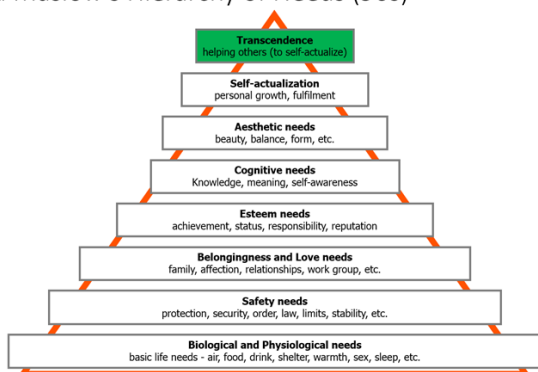 Maslow's Hierarchy of Needs
Transcendence
helping others (to self-actualize)
Self-actualization
personal growth, fulfilment
Aesthetic needs
beauty, balance, form, etc.
Cognitive needs
Knowledge, meaning, self-awareness
Esteem needs
achievement, status, responsibility, reputation
Belongingness and Love needs
family, affection, relationships, work group, etc.
Safety needs
protection, security, order, law, limits, stability, etc.
Biological and Physiological needs
basic life needs - air, food, drink, shelter, warmth, sex, sleep, etc.